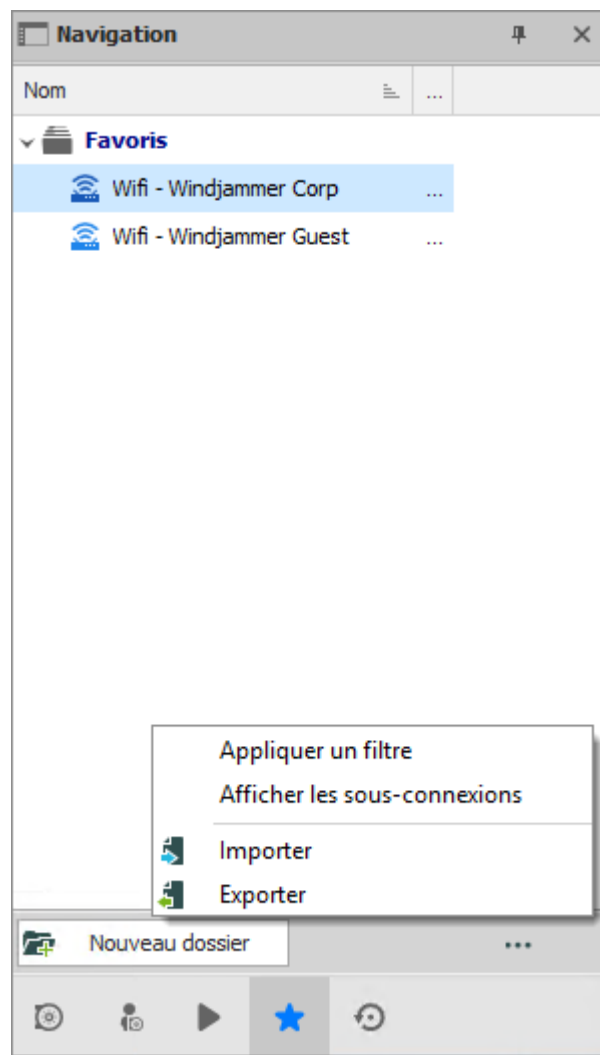 Navigation
Nom ...
Favoris
Wifi - Windjammer Corp ...
Wifi - Windjammer Guest ...
Appliquer un filtre
Afficher les sous-connexions
Importer
Exporter
Nouveau dossier